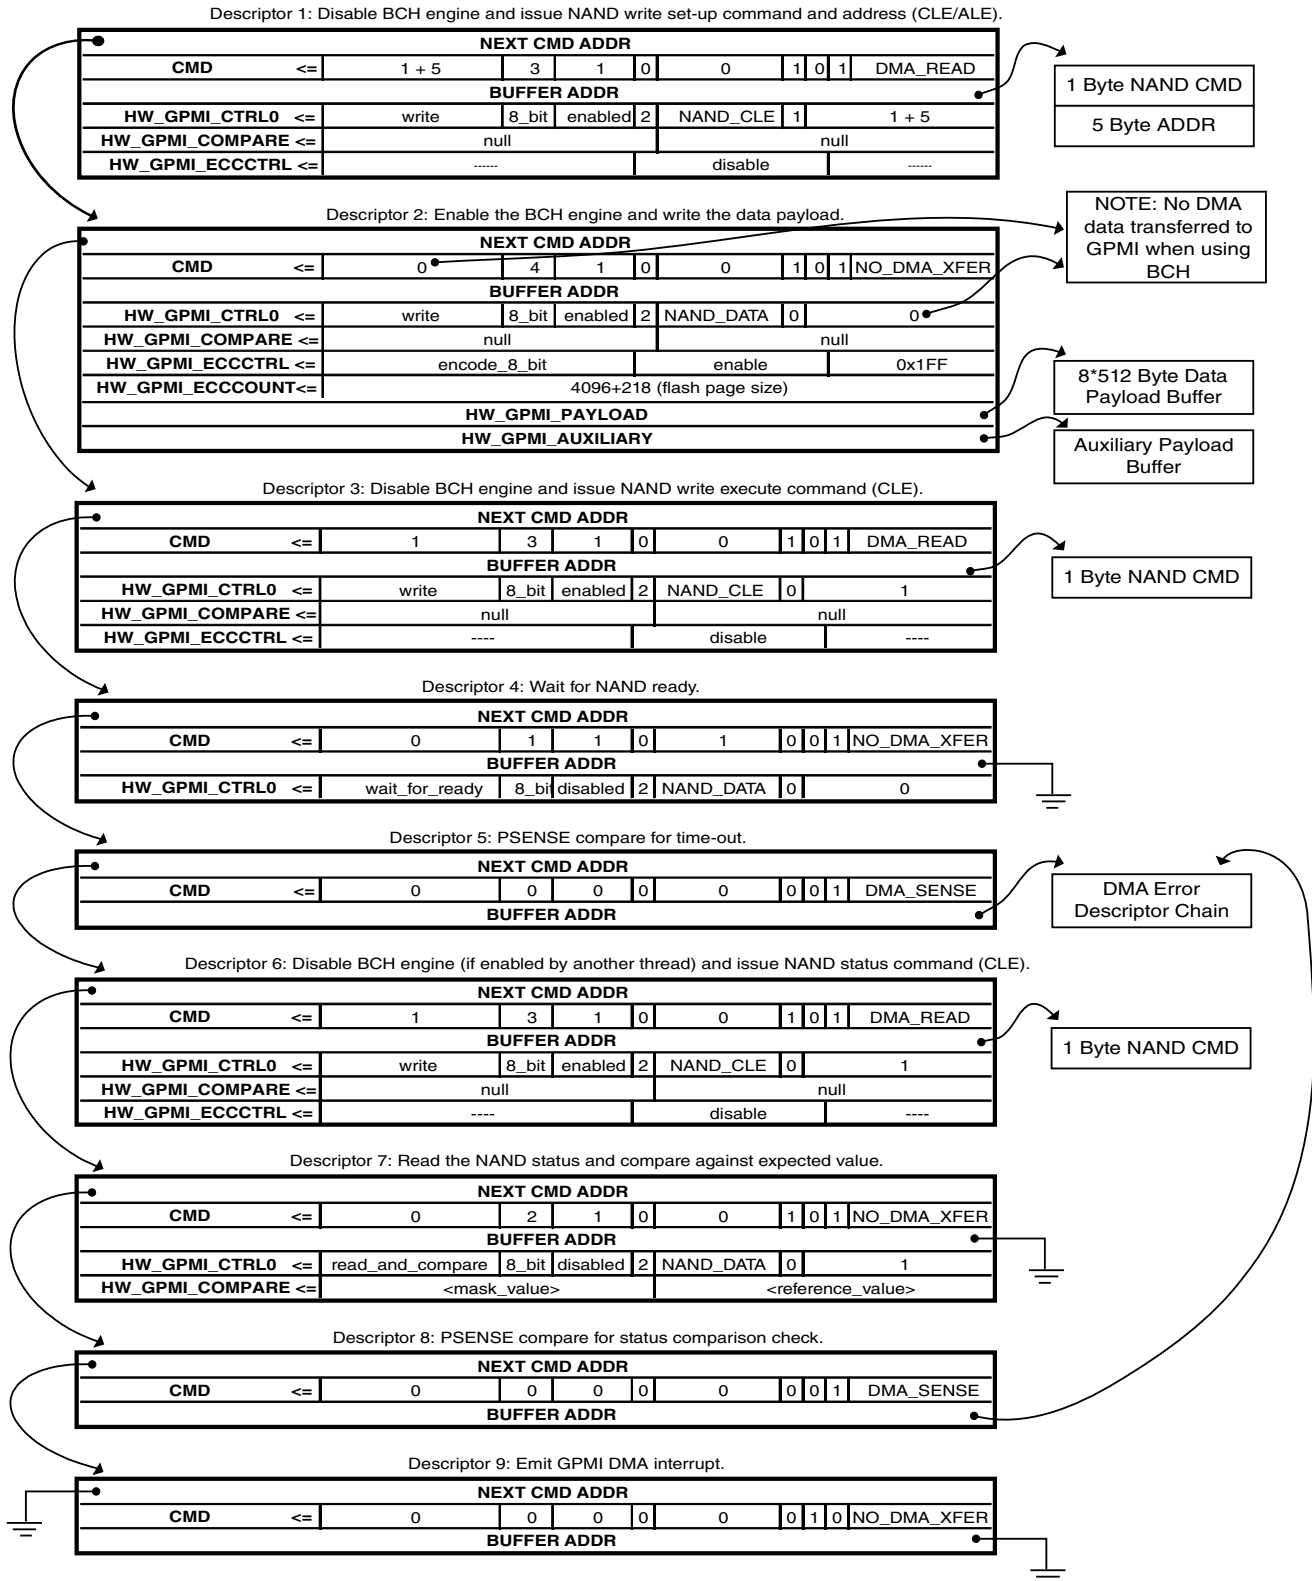 Descriptor 1: Disable BCH engine and issue NAND write set-up command and address (CLE/ALE).
NEXT CMD ADDR
CMD <= 1 + 5 3 1 0 0 1 0 1 DMA_READ
BUFFER ADDR
HW_GPMI_CTRL0 <= write 8_bit enabled 2 NAND_CLE 1 1 + 5
HW_GPMI_COMPARE <= null null
HW_GPMI_ECCCTRL <= ------ disable ------
1 Byte NAND CMD
5 Byte ADDR
Descriptor 2: Enable the BCH engine and write the data payload.
NEXT CMD ADDR
CMD <= 0 4 1 0 0 1 0 1 NO_DMA_XFER
BUFFER ADDR
HW_GPMI_CTRL0 <= write 8_bit enabled 2 NAND_DATA 0 0
HW_GPMI_COMPARE <= null null
HW_GPMI_ECCCTRL <= encode_8_bit enable 0x1FF
HW_GPMI_ECCCOUNT<= 4096+218 (flash page size)
HW_GPMI_PAYLOAD
HW_GPMI_AUXILIARY
NOTE: No DMA
data transferred to
GPMI when using
BCH
8*512 Byte Data
Payload Buffer
Auxiliary Payload
Buffer
Descriptor 3: Disable BCH engine and issue NAND write execute command (CLE).
NEXT CMD ADDR
CMD <= 1 3 1 0 0 1 0 1 DMA_READ
BUFFER ADDR
HW_GPMI_CTRL0 <= write 8_bit enabled 2 NAND_CLE 0 1
HW_GPMI_COMPARE <= null null
HW_GPMI_ECCCTRL <= ---- disable ----
1 Byte NAND CMD
Descriptor 4: Wait for NAND ready.
NEXT CMD ADDR
CMD <= 0 1 1 0 1 0 0 1 NO_DMA_XFER
BUFFER ADDR
HW_GPMI_CTRL0 <= wait_for_ready 8_bit disabled 2 NAND_DATA 0 0
Descriptor 5: PSENSE compare for time-out.
NEXT CMD ADDR
CMD <= 0 0 0 0 0 0 0 1 DMA_SENSE
BUFFER ADDR
DMA Error
Descriptor Chain
Descriptor 6: Disable BCH engine (if enabled by another thread) and issue NAND status command (CLE).
NEXT CMD ADDR
CMD <= 1 3 1 0 0 1 0 1 DMA_READ
BUFFER ADDR
HW_GPMI_CTRL0 <= write 8_bit enabled 2 NAND_CLE 0 1
HW_GPMI_COMPARE <= null null
HW_GPMI_ECCCTRL <= ---- disable ----
1 Byte NAND CMD
Descriptor 7: Read the NAND status and compare against expected value.
NEXT CMD ADDR
CMD <= 0 2 1 0 0 1 0 1 NO_DMA_XFER
BUFFER ADDR
HW_GPMI_CTRL0 <= read_and_compare 8_bit disabled 2 NAND_DATA 0 1
HW_GPMI_COMPARE <= <mask_value> <reference_value>
Descriptor 8: PSENSE compare for status comparison check.
NEXT CMD ADDR
CMD <= 0 0 0 0 0 0 0 1 DMA_SENSE
BUFFER ADDR
Descriptor 9: Emit GPMI DMA interrupt.
NEXT CMD ADDR
CMD <= 0 0 0 0 0 0 1 0 NO_DMA_XFER
BUFFER ADDR